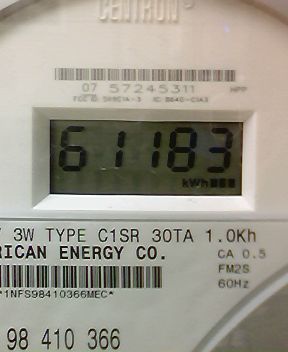 CENTRON
07 57245311 HPP
61183
kWh
3W TYPE C1SR 30TA 1.0Kh
RICAN ENERGY CO. CA 0.5
FM2S
*1NFS98410366MEC* 60Hz
98 410 366